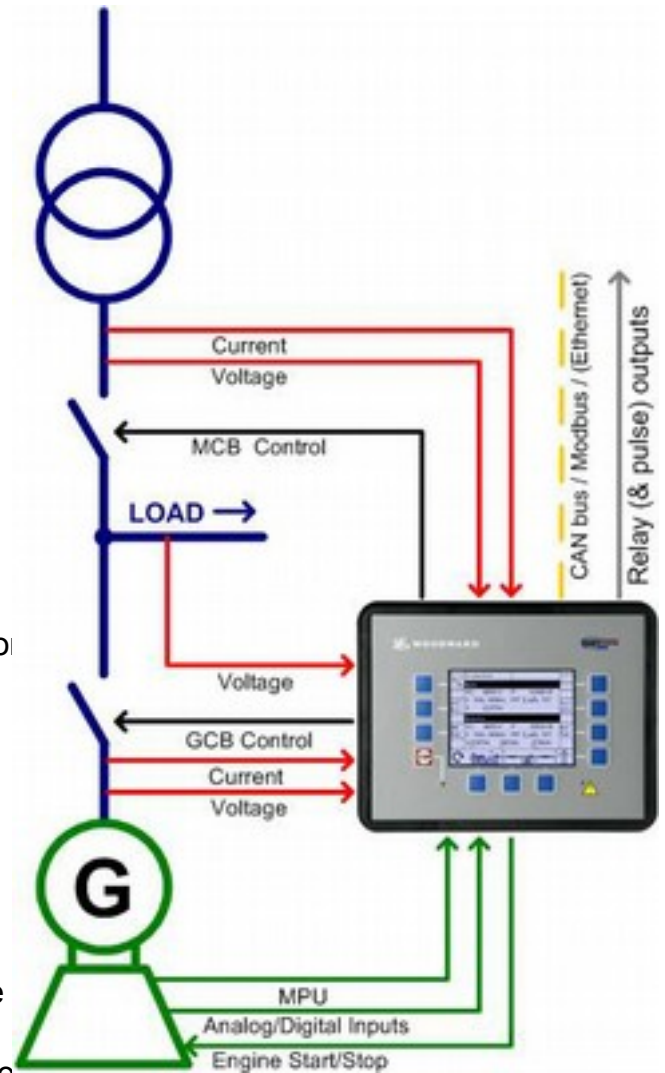 Current
Voltage
MCB Control
LOAD
CAN bus / Modbus / (Ethernet)
Relay (& pulse) outputs
WOODWARD
Voltage
GCB Control
Current
Voltage
G
MPU
Analog/Digital Inputs
Engine Start/Stop